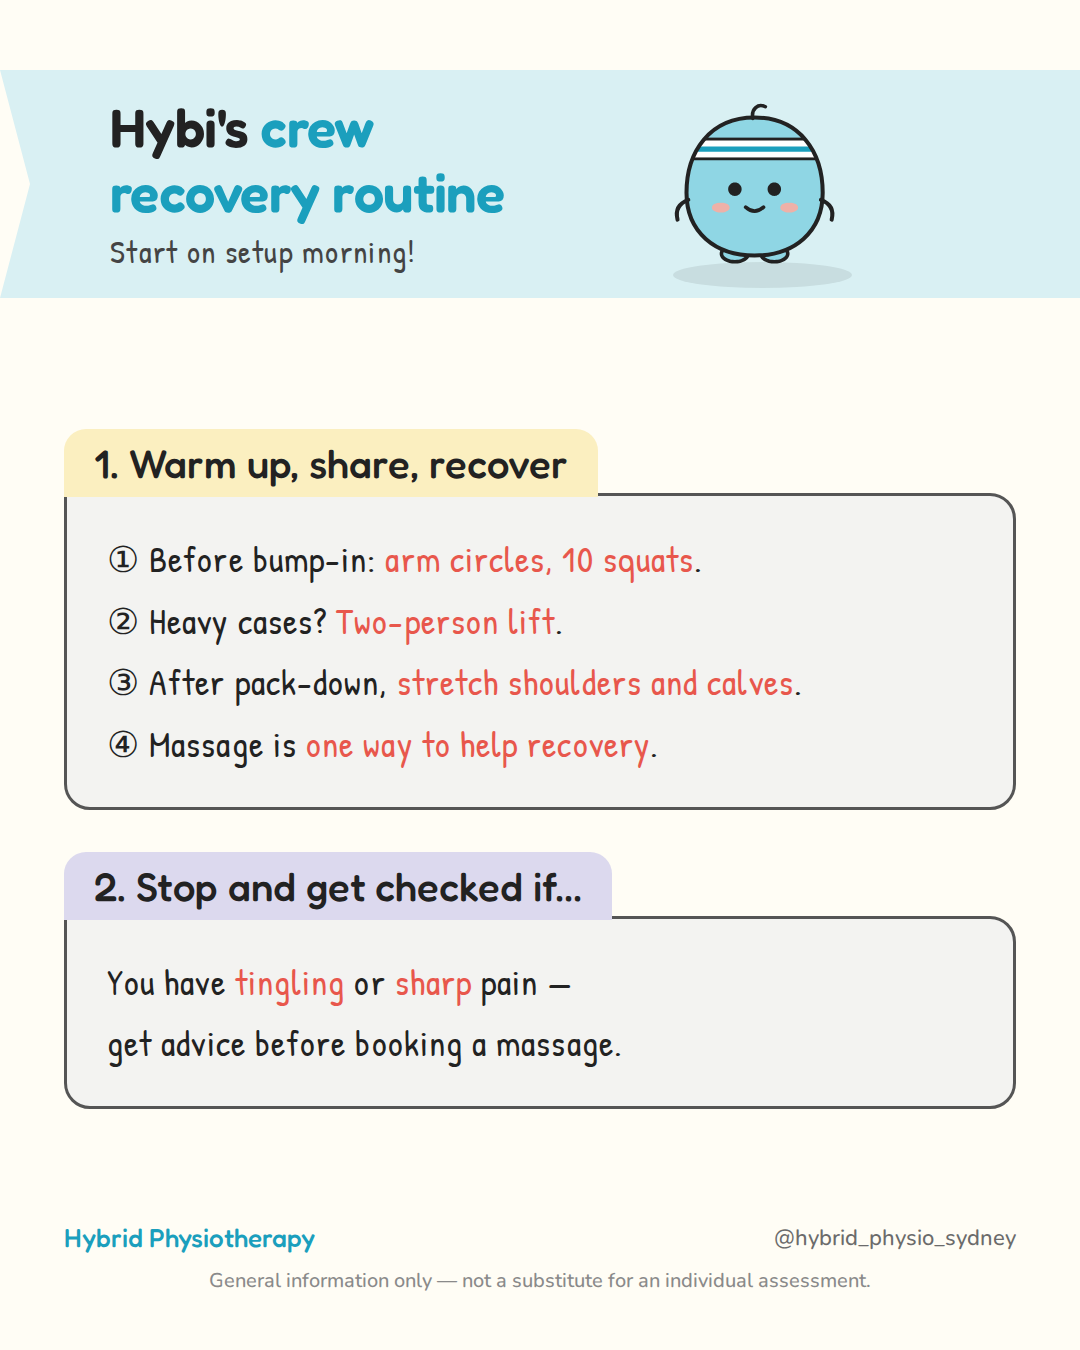 Hybi's crew
recovery routine
Start on setup morning!
1. Warm up, share, recover
① Before bump-in: arm circles, 10 squats.
② Heavy cases? Two-person lift.
③ After pack-down, stretch shoulders and calves.
④ Massage is one way to help recovery.
2. Stop and get checked if...
You have tingling or sharp pain —
get advice before booking a massage.
Hybrid Physiotherapy
@hybrid_physio_sydney
General information only — not a substitute for an individual assessment.